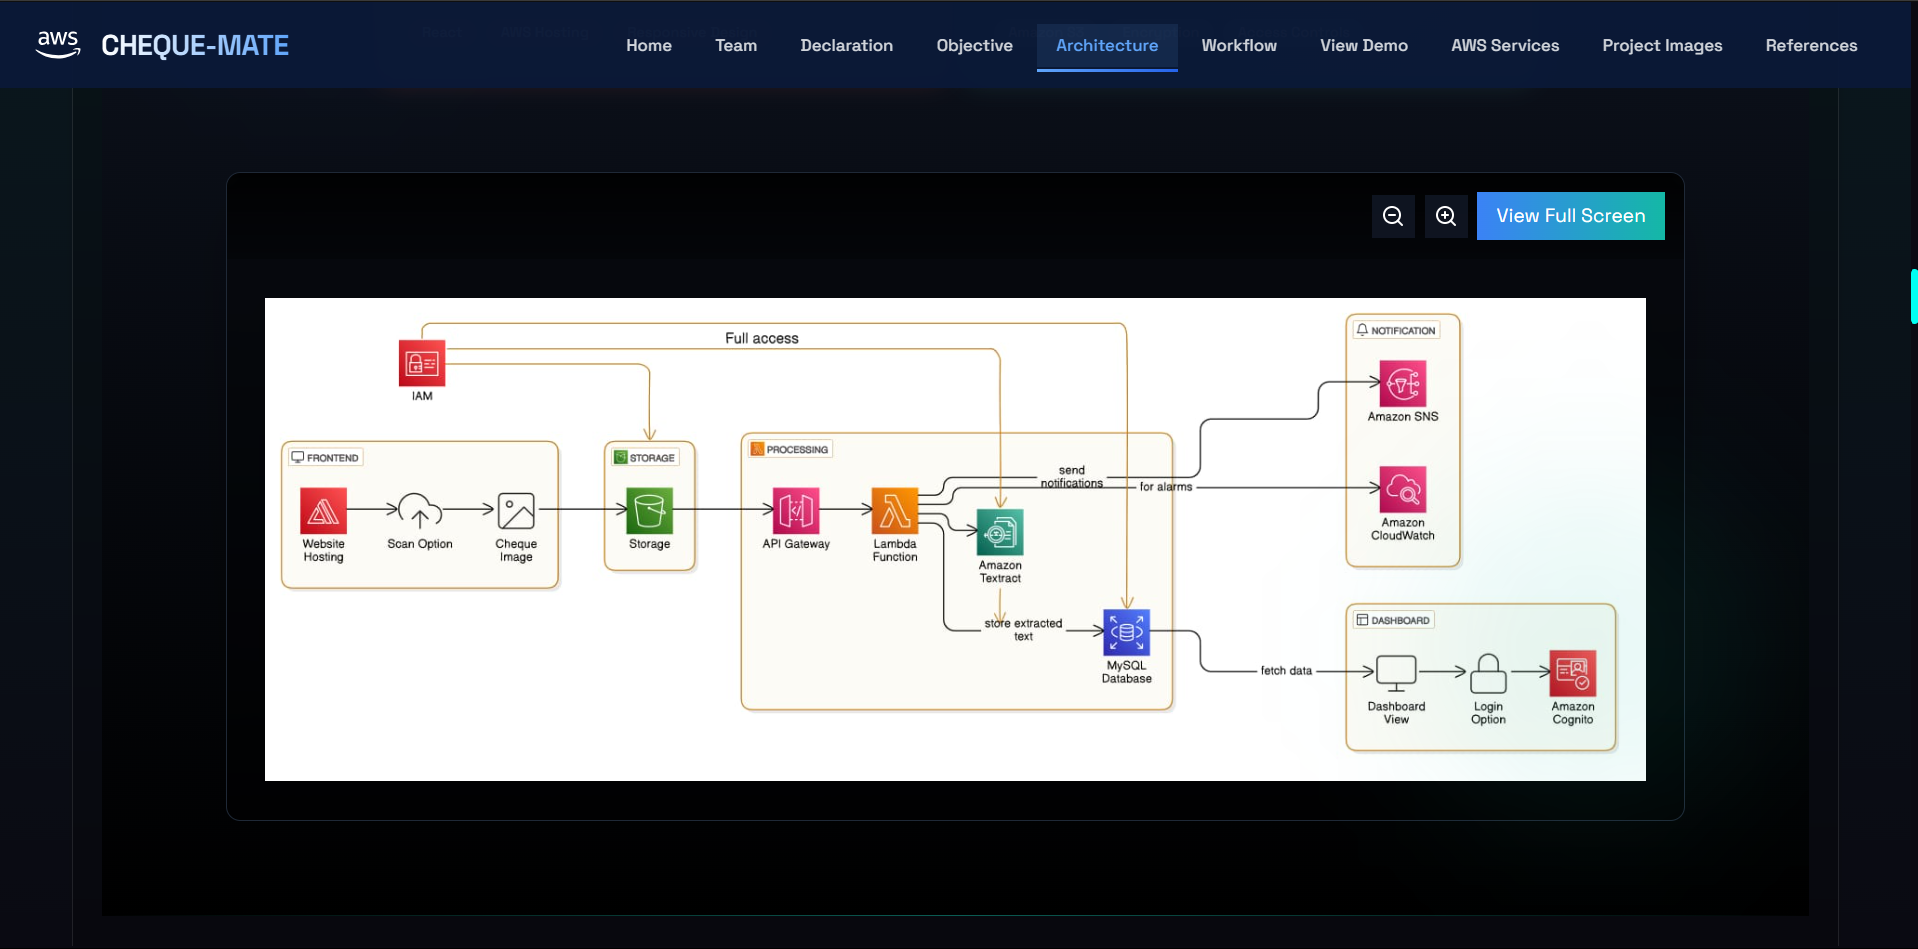 aws
CHEQUE-MATE
Home
Team
Declaration
Objective
Architecture
Workflow
View Demo
AWS Services
Project Images
References
View Full Screen
Full access
IAM
NOTIFICATION
Amazon SNS
Amazon
CloudWatch
FRONTEND
Website
Hosting
Scan Option
Cheque
Image
STORAGE
Storage
PROCESSING
API Gateway
Lambda
Function
send
notifications
for alarms
Amazon
Textract
store extracted
text
MySQL
Database
fetch data
DASHBOARD
Dashboard
View
Login
Option
Amazon
Cognito